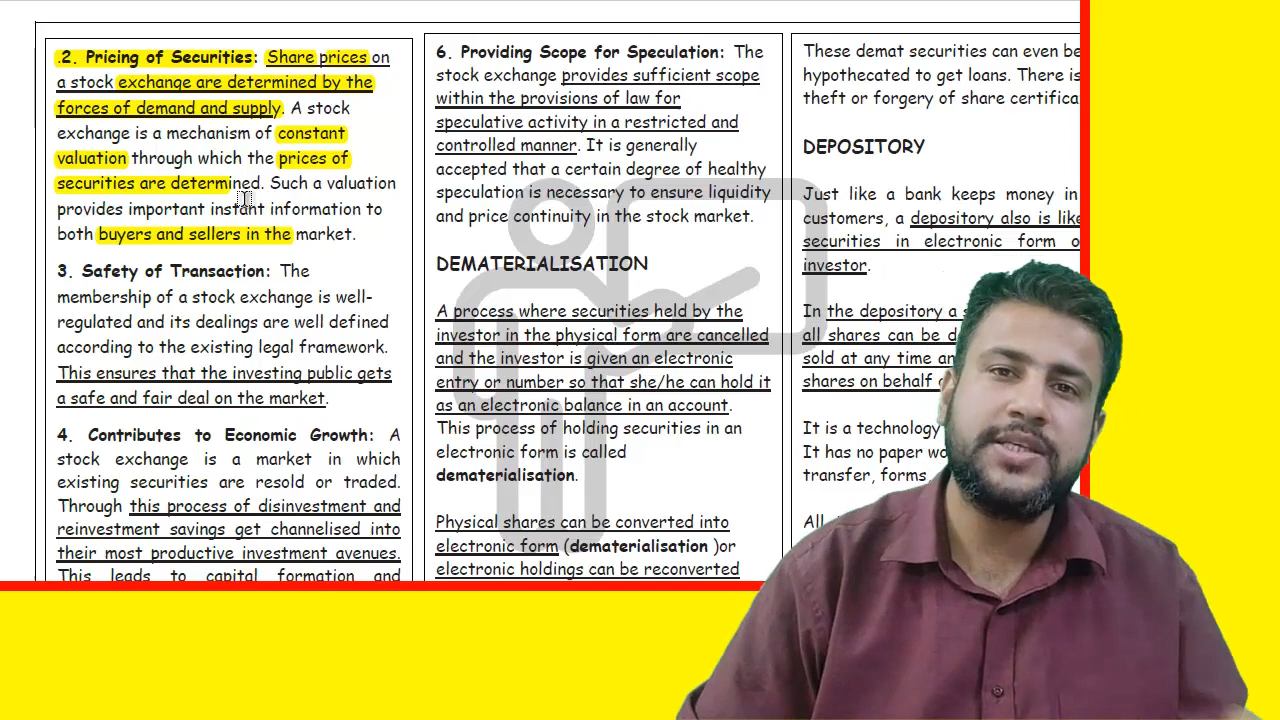 .2. Pricing of Securities: Share prices on
a stock exchange are determined by the
forces of demand and supply. A stock
exchange is a mechanism of constant
valuation through which the prices of
securities are determined. Such a valuation
provides important instant information to
both buyers and sellers in the market.
3. Safety of Transaction: The
membership of a stock exchange is well-
regulated and its dealings are well defined
according to the existing legal framework.
This ensures that the investing public gets
a safe and fair deal on the market.
4. Contributes to Economic Growth: A
stock exchange is a market in which
existing securities are resold or traded.
Through this process of disinvestment and
reinvestment savings get channelised into
their most productive investment avenues.
This leads to capital formation and
6. Providing Scope for Speculation: The
stock exchange provides sufficient scope
within the provisions of law for
speculative activity in a restricted and
controlled manner. It is generally
accepted that a certain degree of healthy
speculation is necessary to ensure liquidity
and price continuity in the stock market.
DEMATERIALISATION
A process where securities held by the
investor in the physical form are cancelled
and the investor is given an electronic
entry or number so that she/he can hold it
as an electronic balance in an account.
This process of holding securities in an
electronic form is called
dematerialisation.
Physical shares can be converted into
electronic form (dematerialisation )or
electronic holdings can be reconverted
These demat securities can even be
hypothecated to get loans. There is
theft or forgery of share
DEPOSITORY
Just like a bank keeps money in
customers, a depository also is like
securities in electronic form
investor.
In the depository a
all shares can be
sold at any time
shares on behalf
It is a technology
It has no paper
transfer, forms,
All